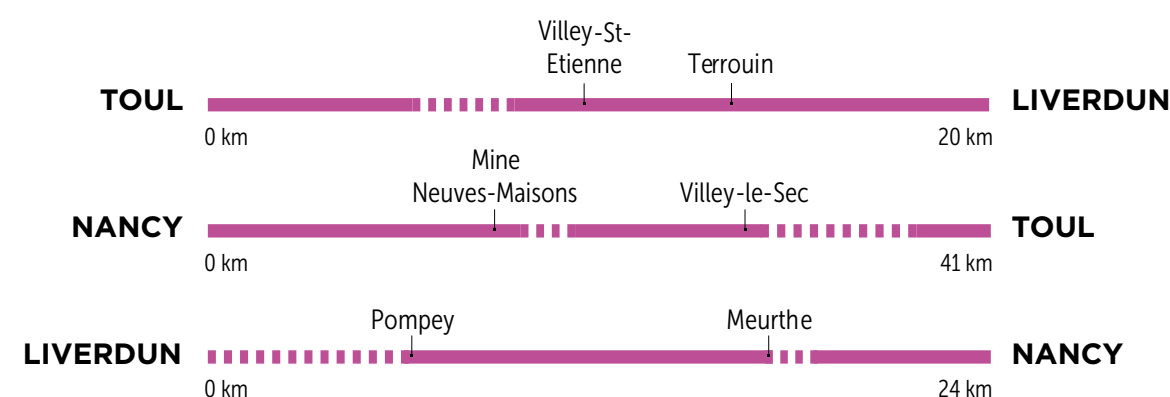 Villey-St-
Etienne
Terrouin
TOUL
LIVERDUN
0 km
20 km
Mine
Neuves-Maisons
Villey-le-Sec
NANCY
TOUL
0 km
41 km
Pompey
Meurthe
LIVERDUN
NANCY
0 km
24 km